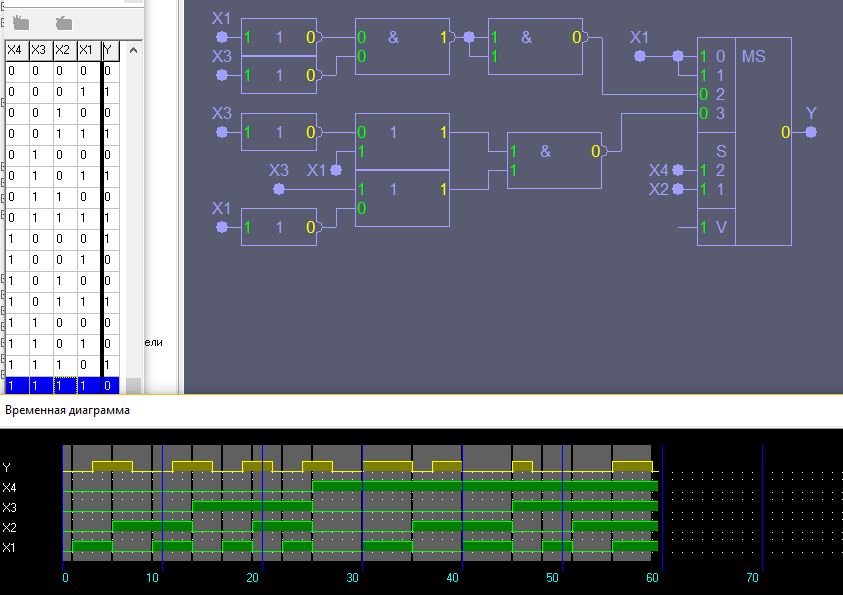 X4 X3 X2 X1 Y
0 0 0 0 0
0 0 0 1 1
0 0 1 0 0
0 0 1 1 1
0 1 0 0 0
0 1 0 1 1
0 1 1 0 0
0 1 1 1 1
1 0 0 0 1
1 0 0 1 0
1 0 1 0 0
1 0 1 1 1
1 1 0 0 0
1 1 0 1 0
1 1 1 0 1
1 1 1 1 0
ели
X1
1 1 0
0 & 1
1 & 0
X3
0
1
1 1 0
X1
1 0 MS
1 1
0 2
0 3
X3
1 1 0
0 1 1
1
X3 X1
1 1 1
X1
1 1 0
0
1 & 0
1
S
X4 1 2
X2 1 1
1 V
0 Y
Временная диаграмма
Y
X4
X3
X2
X1
0 10 20 30 40 50 60 70